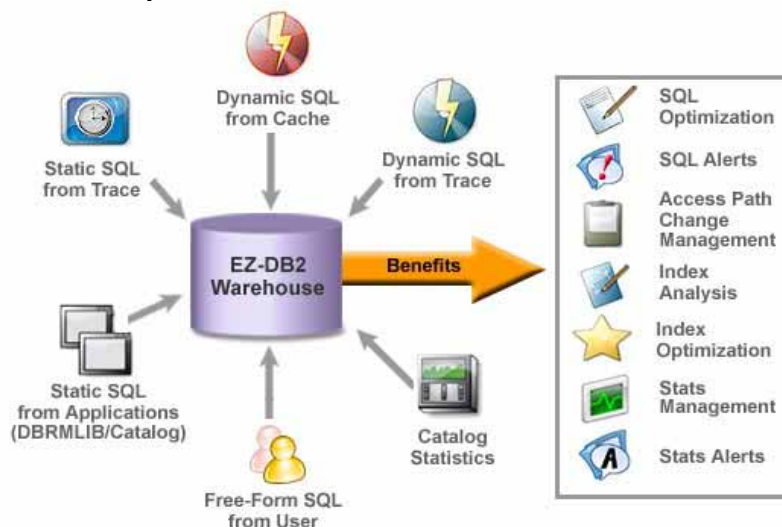 Dynamic SQL
from Cache
Static SQL
from Trace
Dynamic SQL
from Trace
EZ-DB2
Warehouse
Benefits
Static SQL
from Applications
(DBRMLIB/Catalog)
Free-Form SQL
from User
Catalog
Statistics
SQL
Optimization
SQL Alerts
Access Path
Change
Management
Index
Analysis
Index
Optimization
Stats
Management
A
Stats Alerts